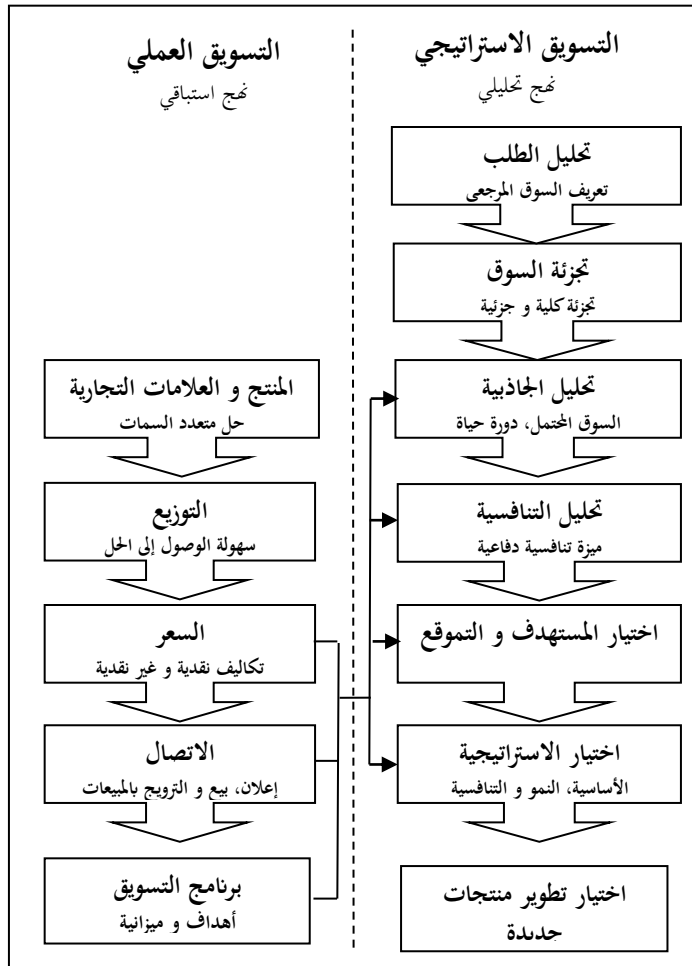 التسويق الاستراتيجي
نهج تحليلي
تحليل الطلب
تعريف السوق المرجعي
تجزئة السوق
تجزئة كلية و جزئية
تحليل الجاذبية
السوق المحتمل، دورة حياة
تحليل التنافسية
ميزة تنافسية دفاعية
اختيار المستهدف و التموقع
اختيار الاستراتيجية
الأساسية، النمو و التنافسية
اختيار تطوير منتجات
جديدة
التسويق العملي
نهج استباقي
المنتج و العلامات التجارية
حل متعدد السمات
التوزيع
سهولة الوصول إلى الحل
السعر
تكاليف نقدية و غير نقدية
الاتصال
إعلان، بيع و الترويج بالمبيعات
برنامج التسويق
أهداف و ميزانية